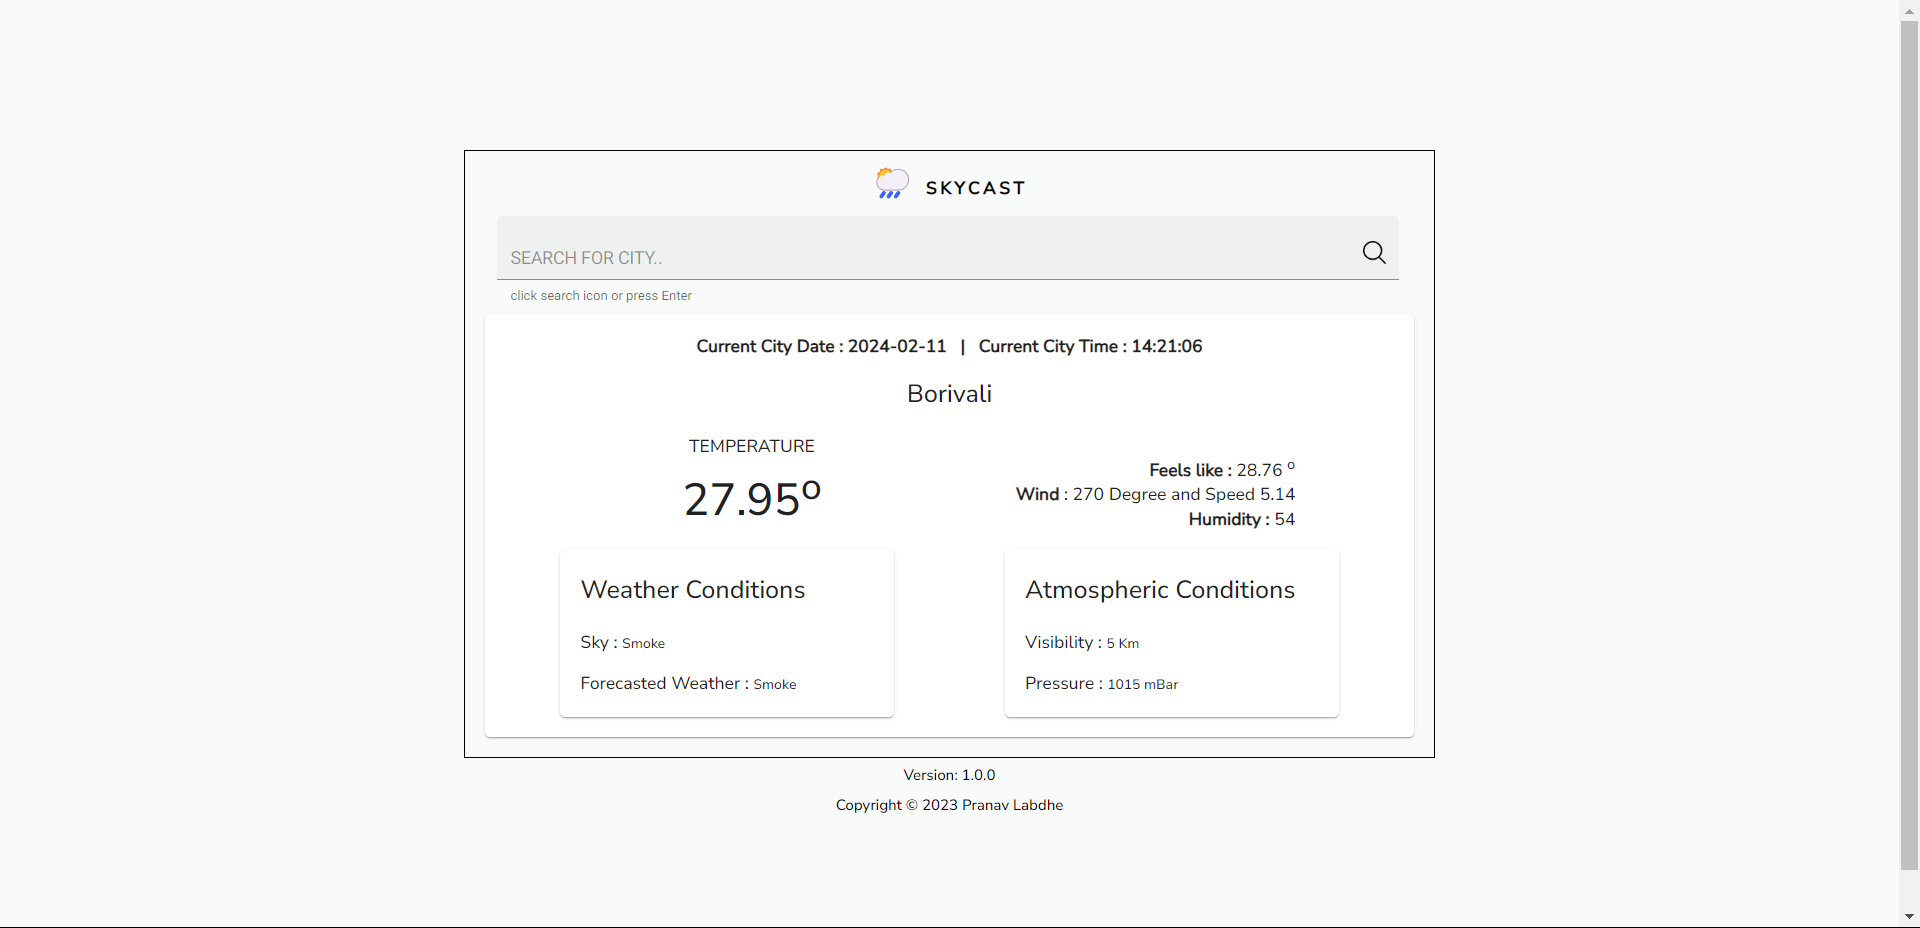 SKYCAST
SEARCH FOR CITY..
click search icon or press Enter
Current City Date : 2024-02-11 | Current City Time : 14:21:06
Borivali
TEMPERATURE
27.95°
Feels like : 28.76 °
Wind : 270 Degree and Speed 5.14
Humidity : 54
Weather Conditions
Sky : Smoke
Forecasted Weather : Smoke
Atmospheric Conditions
Visibility : 5 Km
Pressure : 1015 mBar
Version: 1.0.0
Copyright © 2023 Pranav Labdhe